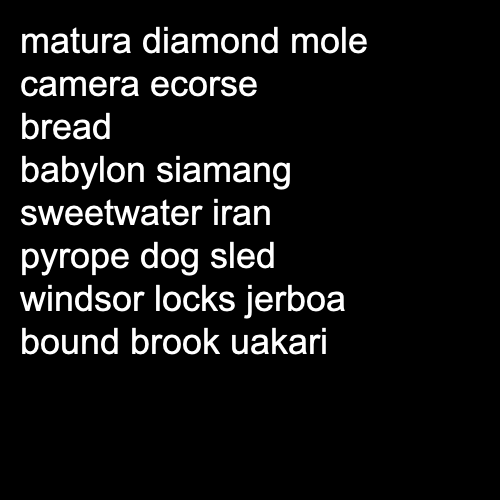 matura diamond mole
camera ecorse
bread
babylon siamang
sweetwater iran
pyrope dog sled
windsor locks jerboa
bound brook uakari